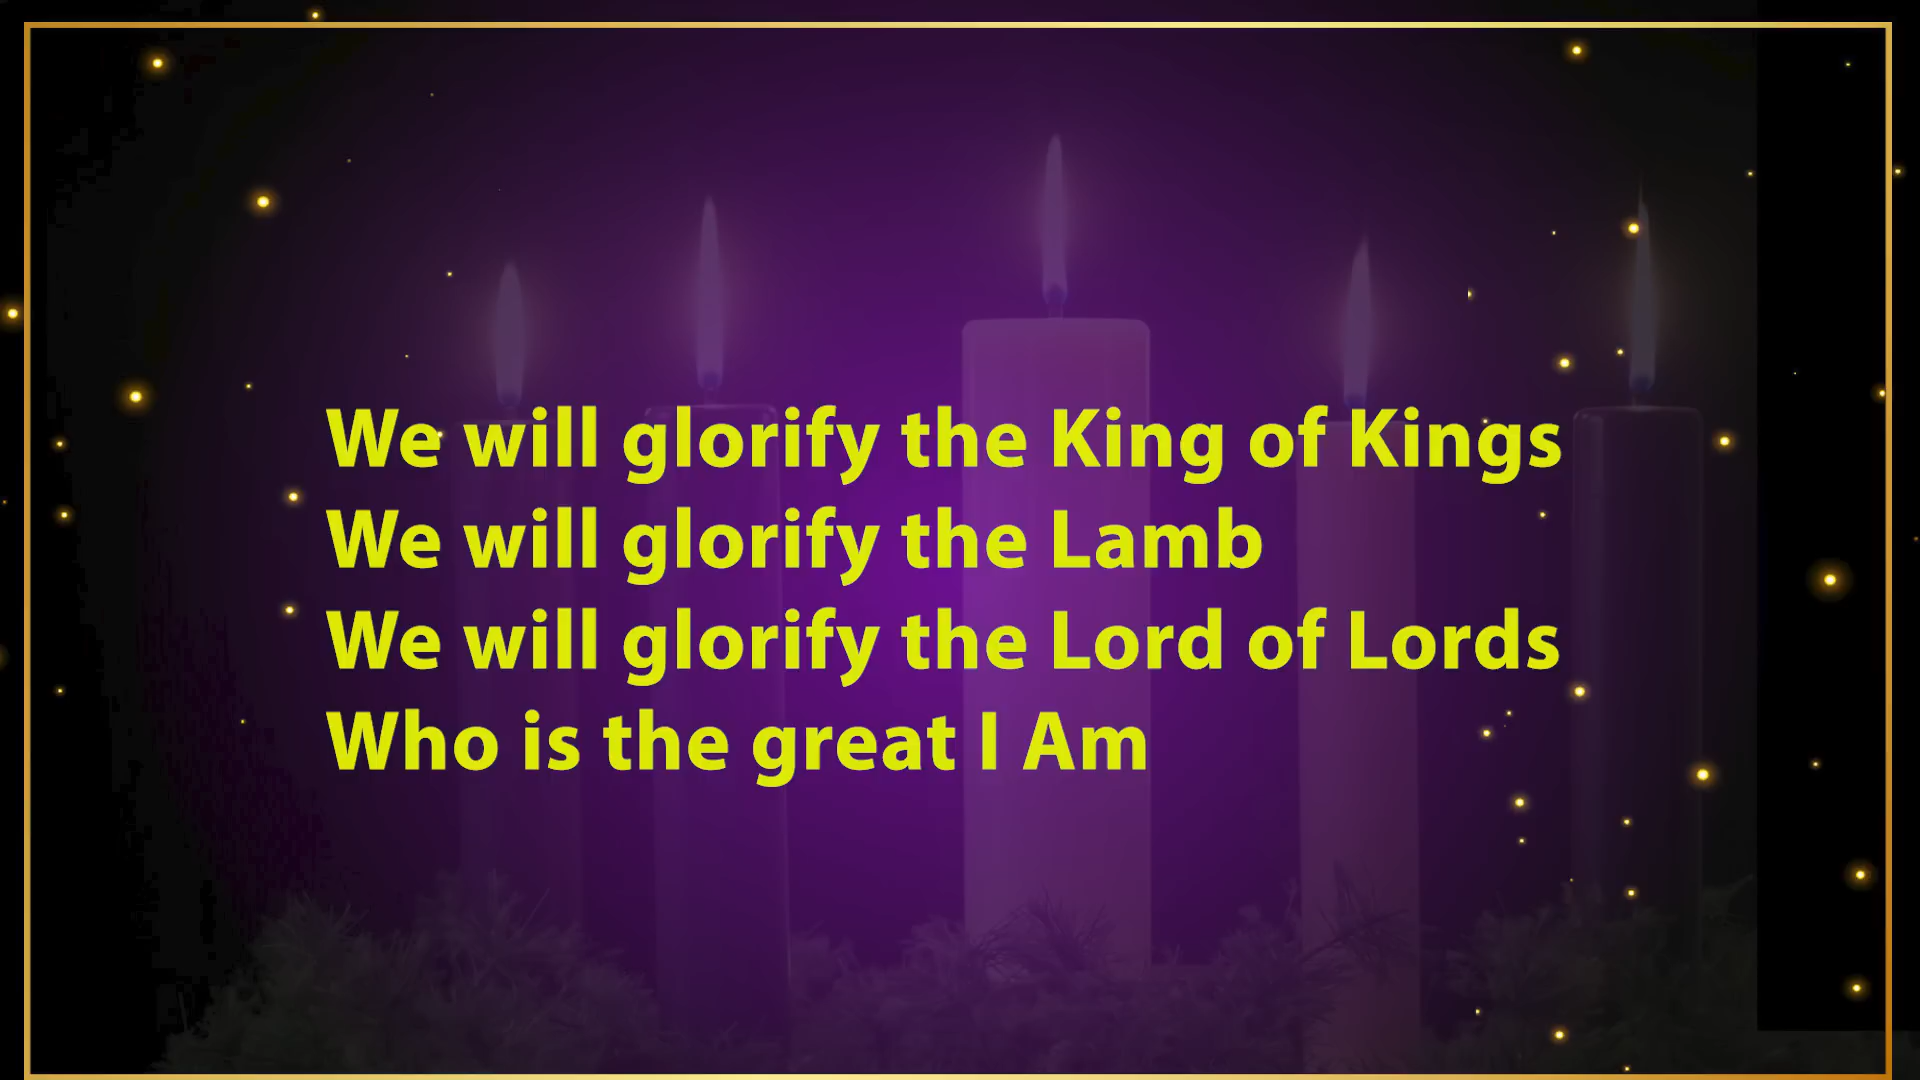 We will glorify the King of Kings
We will glorify the Lamb
We will glorify the Lord of Lords
Who is the great I Am